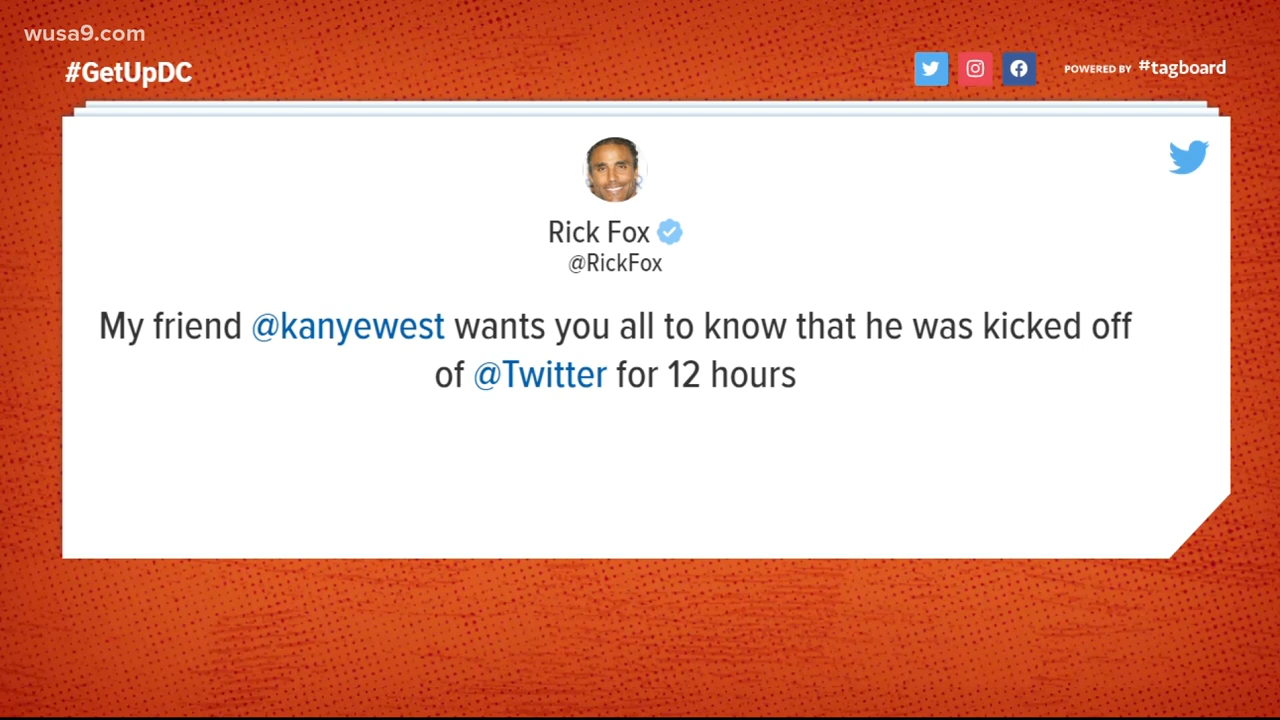 wusa9.com
#GetUpDC
POWERED BY #tagboard
Rick Fox
@RickFox
My friend @kanyewest wants you all to know that he was kicked off
of @Twitter for 12 hours